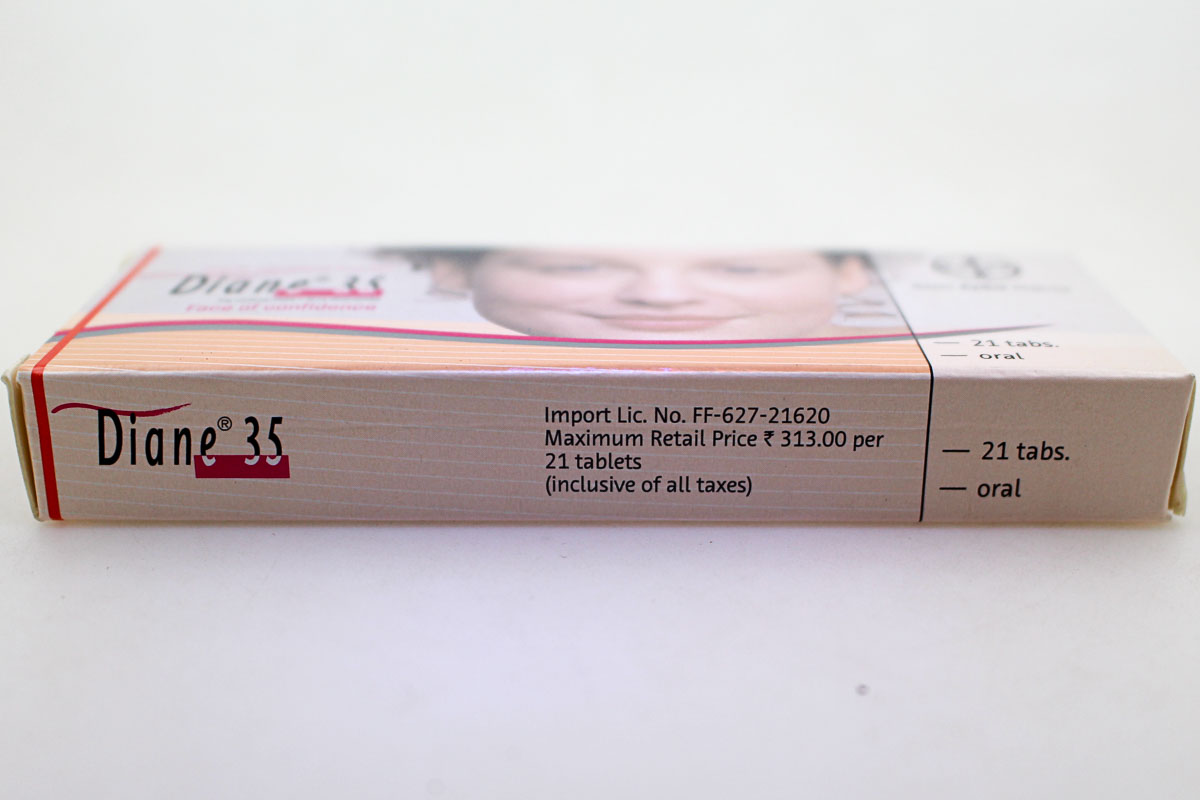 Diane 35
Face of confidence
21 tabs.
oral
Diane® 35
Import Lic. No. FF-627-21620
Maximum Retail Price ₹ 313.00 per
21 tablets
(inclusive of all taxes)
21 tabs.
oral